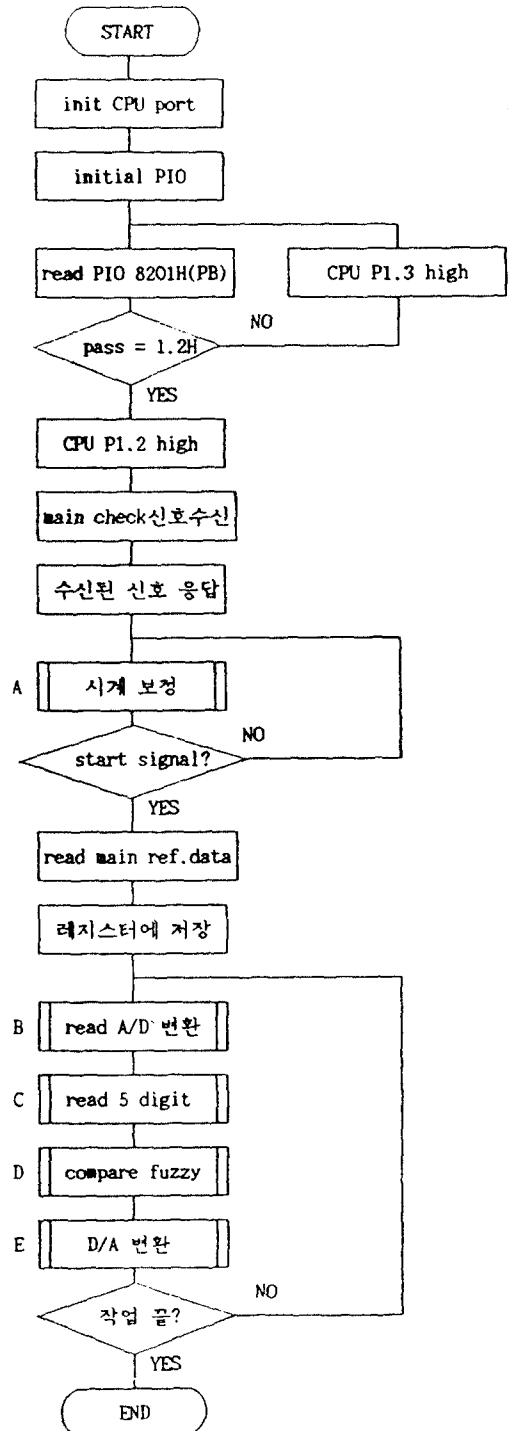 START
init CPU port
initial PIO
read PIO 8201H(PB)
CPU P1.3 high
NO
pass = 1.2H
YES
CPU P1.2 high
main check신호수신
수신된 신호 응답
A
시계 보정
NO
start signal?
YES
read main ref.data
레지스터에 저장
B
read A/D 변환
C
read 5 digit
D
compare fuzzy
E
D/A 변환
NO
작업 끝?
YES
END